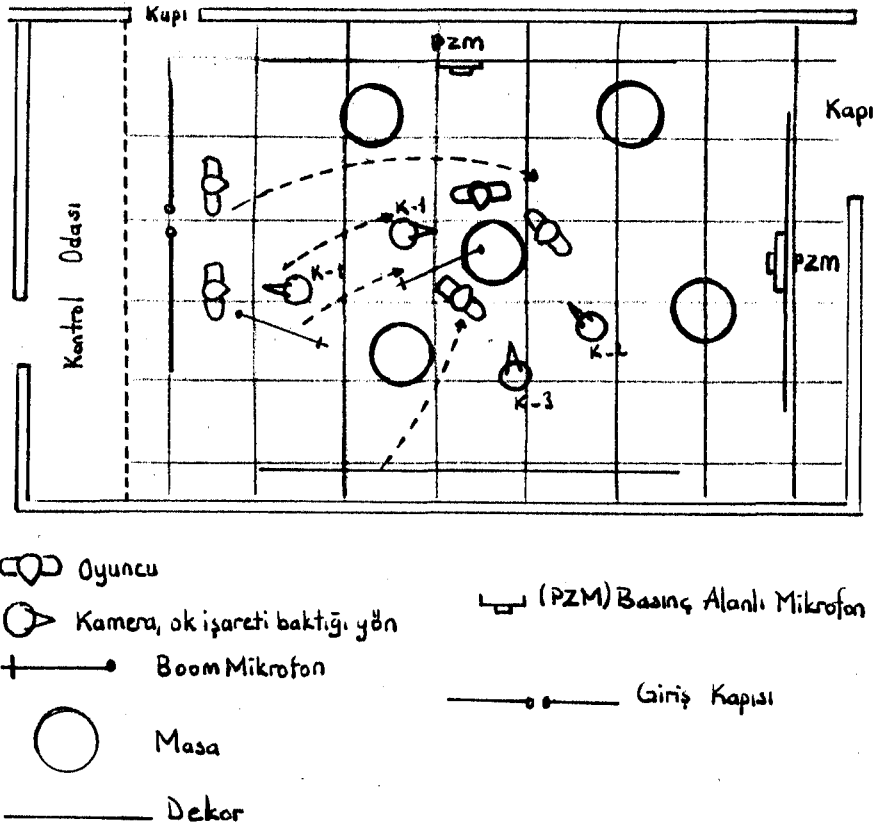 Kapı
PZM
Kapı
K-1
Kontrol Odası
K-1
PZM
K-2
K-3
Oyuncu
(PZM) Basınç Alanlı Mikrofon
Kamera, ok işareti baktığı yön
Boom Mikrofon
Giriş Kapısı
Masa
Dekor